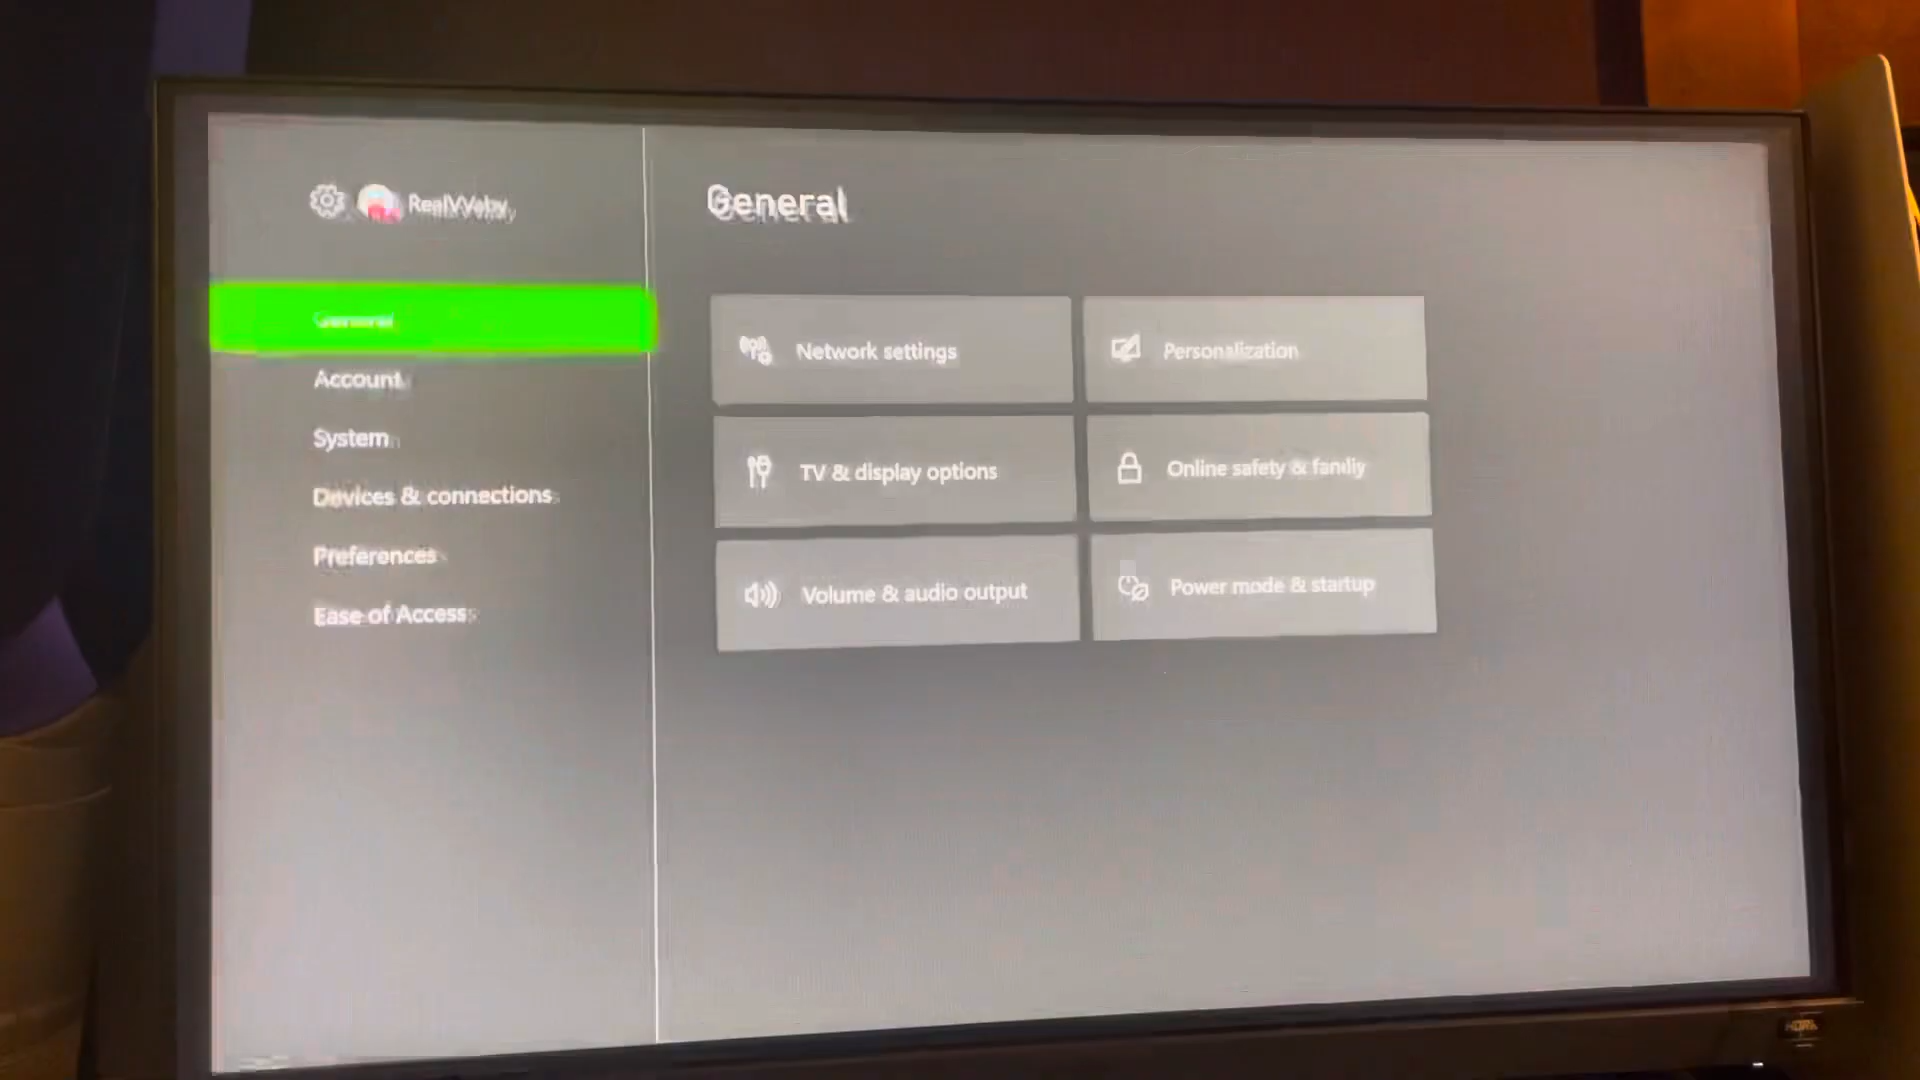 General
General
Account
System
Devices & connections
Preferences
Ease of Access
Network settings
Personalization
TV & display options
Online safety & family
Volume & audio output
Power mode & startup